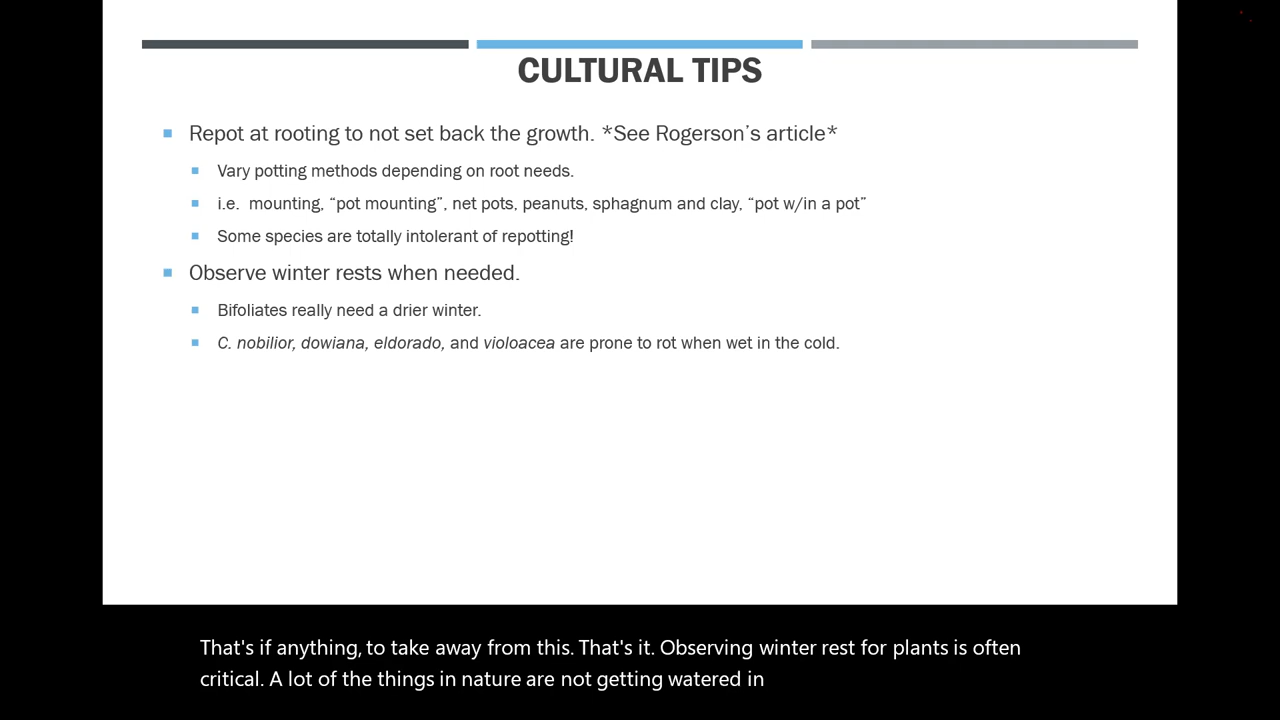 CULTURAL TIPS
Repot at rooting to not set back the growth. *See Rogerson’s article*
Vary potting methods depending on root needs.
i.e. mounting, “pot mounting”, net pots, peanuts, sphagnum and clay, “pot w/in a pot”
Some species are totally intolerant of repotting!
Observe winter rests when needed.
Bifoliates really need a drier winter.
C. nobilior, dowiana, eldorado, and violoacea are prone to rot when wet in the cold.
That's if anything, to take away from this. That's it. Observing winter rest for plants is often
critical. A lot of the things in nature are not getting watered in